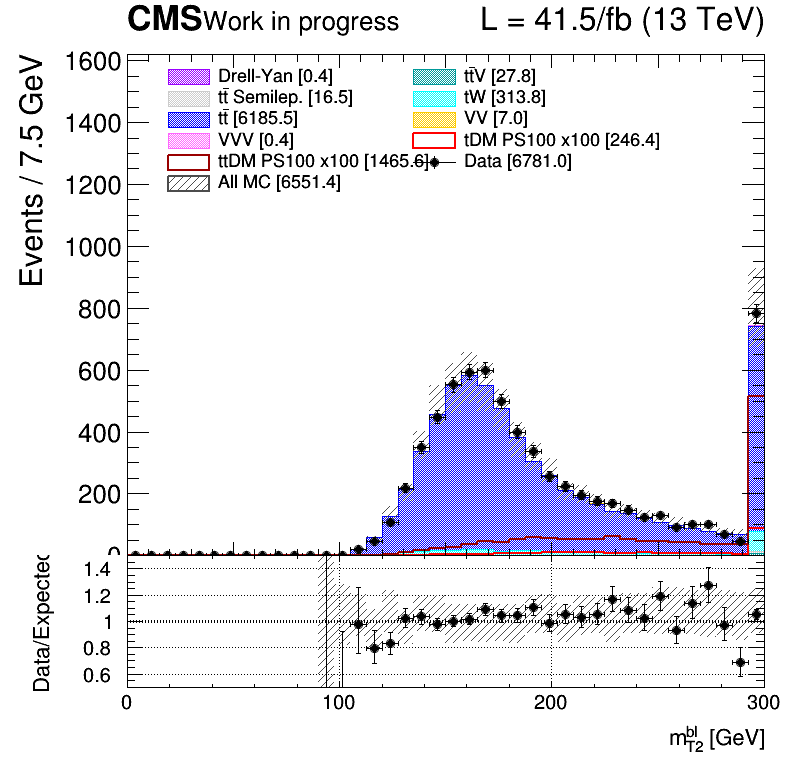 CMS Work in progress L = 41.5/fb (13 TeV)
Events / 7.5 GeV
1600
1400
1200
1000
800
600
400
200
0
Drell-Yan [0.4]
tt̄ Semilep. [16.5]
tt̄ [6185.5]
VVV [0.4]
ttDM PS100 x100 [1465.6]
All MC [6551.4]
tt̄V [27.8]
tW [313.8]
VV [7.0]
tDM PS100 x100 [246.4]
Data [6781.0]
Data/Expected
1.4
1.2
1
0.8
0.6
0 100 200 300
m_{T2}^{bl} [GeV]